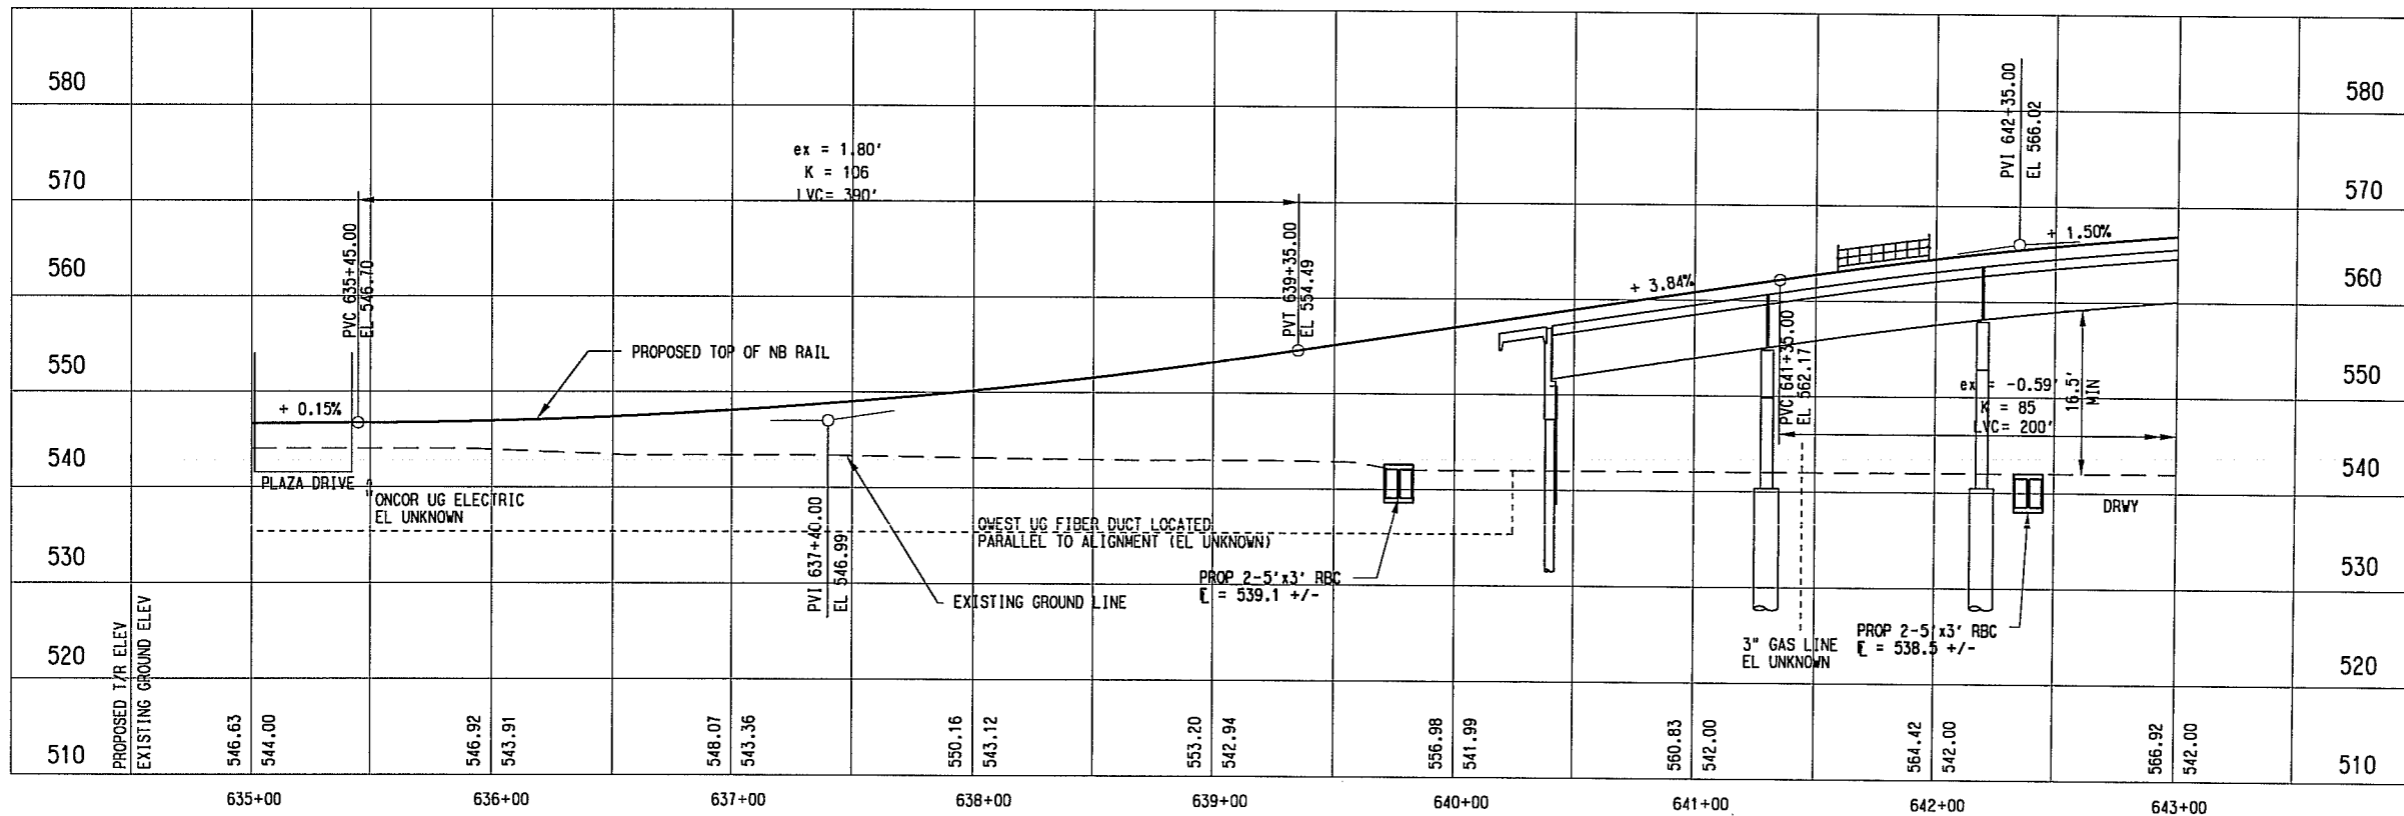 580
570
560
550
540
530
520
510
580
570
560
550
540
530
520
510
ex = 1.80'
K = 106
LVC= 390'
PVC 635+45.00
EL 546.70
PVT 639+35.00
EL 554.49
PVI 642+35.00
EL 566.02
+ 1.50%
+ 3.84%
PROPOSED TOP OF NB RAIL
+ 0.15%
PVC 641+35.00
EL 562.17
ex = -0.59'
K = 85
LVC= 200'
16.5'
MIN
PLAZA DRIVE
ONCOR UG ELECTRIC
EL UNKNOWN
PVI 637+40.00
EL 546.99
QWEST UG FIBER DUCT LOCATED
PARALLEL TO ALIGNMENT (EL UNKNOWN)
DRWY
PROP 2-5'x3' RBC
FL = 539.1 +/-
EXISTING GROUND LINE
3" GAS LINE
EL UNKNOWN
PROP 2-5'x3' RBC
FL = 538.5 +/-
PROPOSED T/R ELEV
EXISTING GROUND ELEV
546.63
544.00
546.92
543.91
548.07
543.36
550.16
543.12
553.20
542.94
556.98
541.99
560.83
542.00
564.42
542.00
566.92
542.00
635+00
636+00
637+00
638+00
639+00
640+00
641+00
642+00
643+00